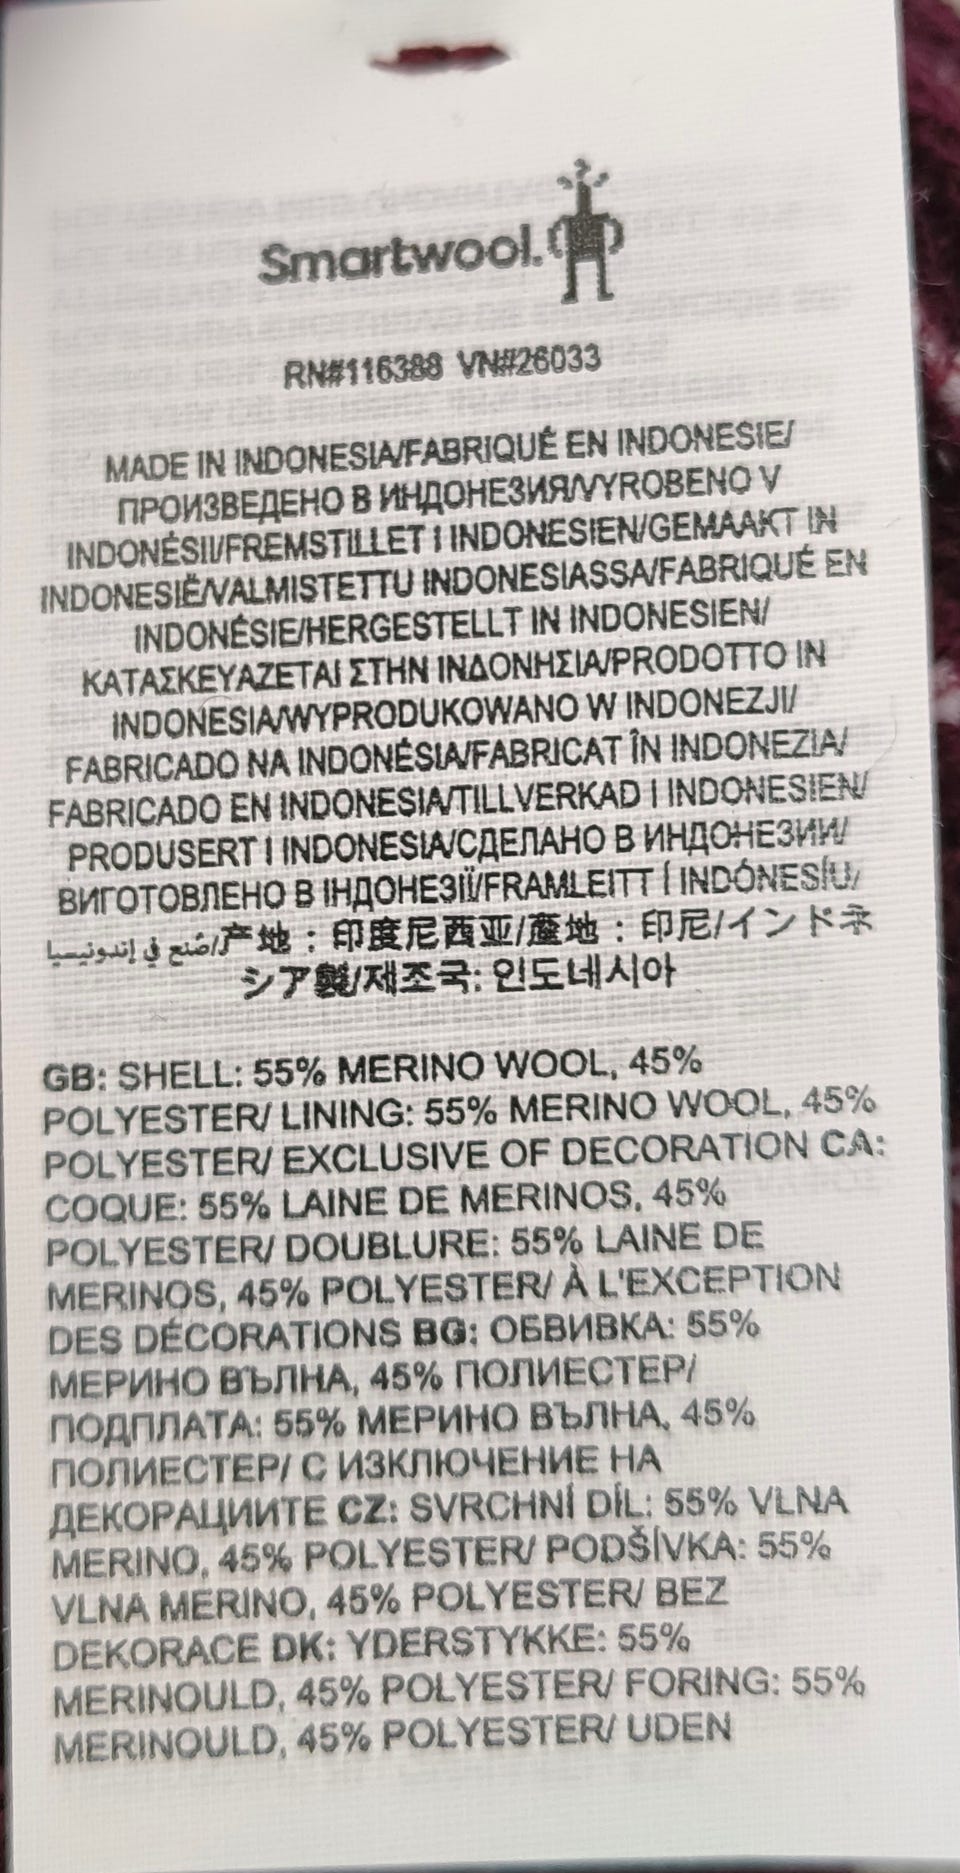 Smartwool.
RN#116388 VN#26033
MADE IN INDONESIA/FABRIQUÉ EN INDONESIE/
ПРОИЗВЕДЕНО В ИНДОНЕЗИЯ/VYROBENO V
INDONÉSII/FREMSTILLET I INDONESIEN/GEMAAKT IN
INDONESIË/VALMISTETTU INDONESIASSA/FABRIQUÉ EN
INDONÉSIE/HERGESTELLT IN INDONESIEN/
ΚΑΤΑΣΚΕΥΑΖΕΤΑΙ ΣΤΗΝ ΙΝΔΟΝΗΣΙΑ/PRODOTTO IN
INDONESIA/WYPRODUKOWANO W INDONEZJI/
FABRICADO NA INDONÉSIA/FABRICAT ÎN INDONEZIA/
FABRICADO EN INDONESIA/TILLVERKAD I INDONESIEN/
PRODUSERT I INDONESIA/СДЕЛАНО В ИНДОНЕЗИИ/
ВИГОТОВЛЕНО В ІНДОНЕЗІЇ/FRAMLEITT Í INDÓNESÍU/
صُنع في إندونيسيا/产地：印度尼西亚/產地：印尼/インドネ
シア製/제조국: 인도네시아
GB: SHELL: 55% MERINO WOOL, 45%
POLYESTER/ LINING: 55% MERINO WOOL, 45%
POLYESTER/ EXCLUSIVE OF DECORATION CA:
COQUE: 55% LAINE DE MERINOS, 45%
POLYESTER/ DOUBLURE: 55% LAINE DE
MERINOS, 45% POLYESTER/ À L'EXCEPTION
DES DÉCORATIONS BG: ОБВИВКА: 55%
МЕРИНО ВЪЛНА, 45% ПОЛИЕСТЕР/
ПОДПЛАТА: 55% МЕРИНО ВЪЛНА, 45%
ПОЛИЕСТЕР/ С ИЗКЛЮЧЕНИЕ НА
ДЕКОРАЦИИТЕ CZ: SVRCHNÍ DÍL: 55% VLNA
MERINO, 45% POLYESTER/ PODŠÍVKA: 55%
VLNA MERINO, 45% POLYESTER/ BEZ
DEKORACE DK: YDERSTYKKE: 55%
MERINOULD, 45% POLYESTER/ FORING: 55%
MERINOULD, 45% POLYESTER/ UDEN